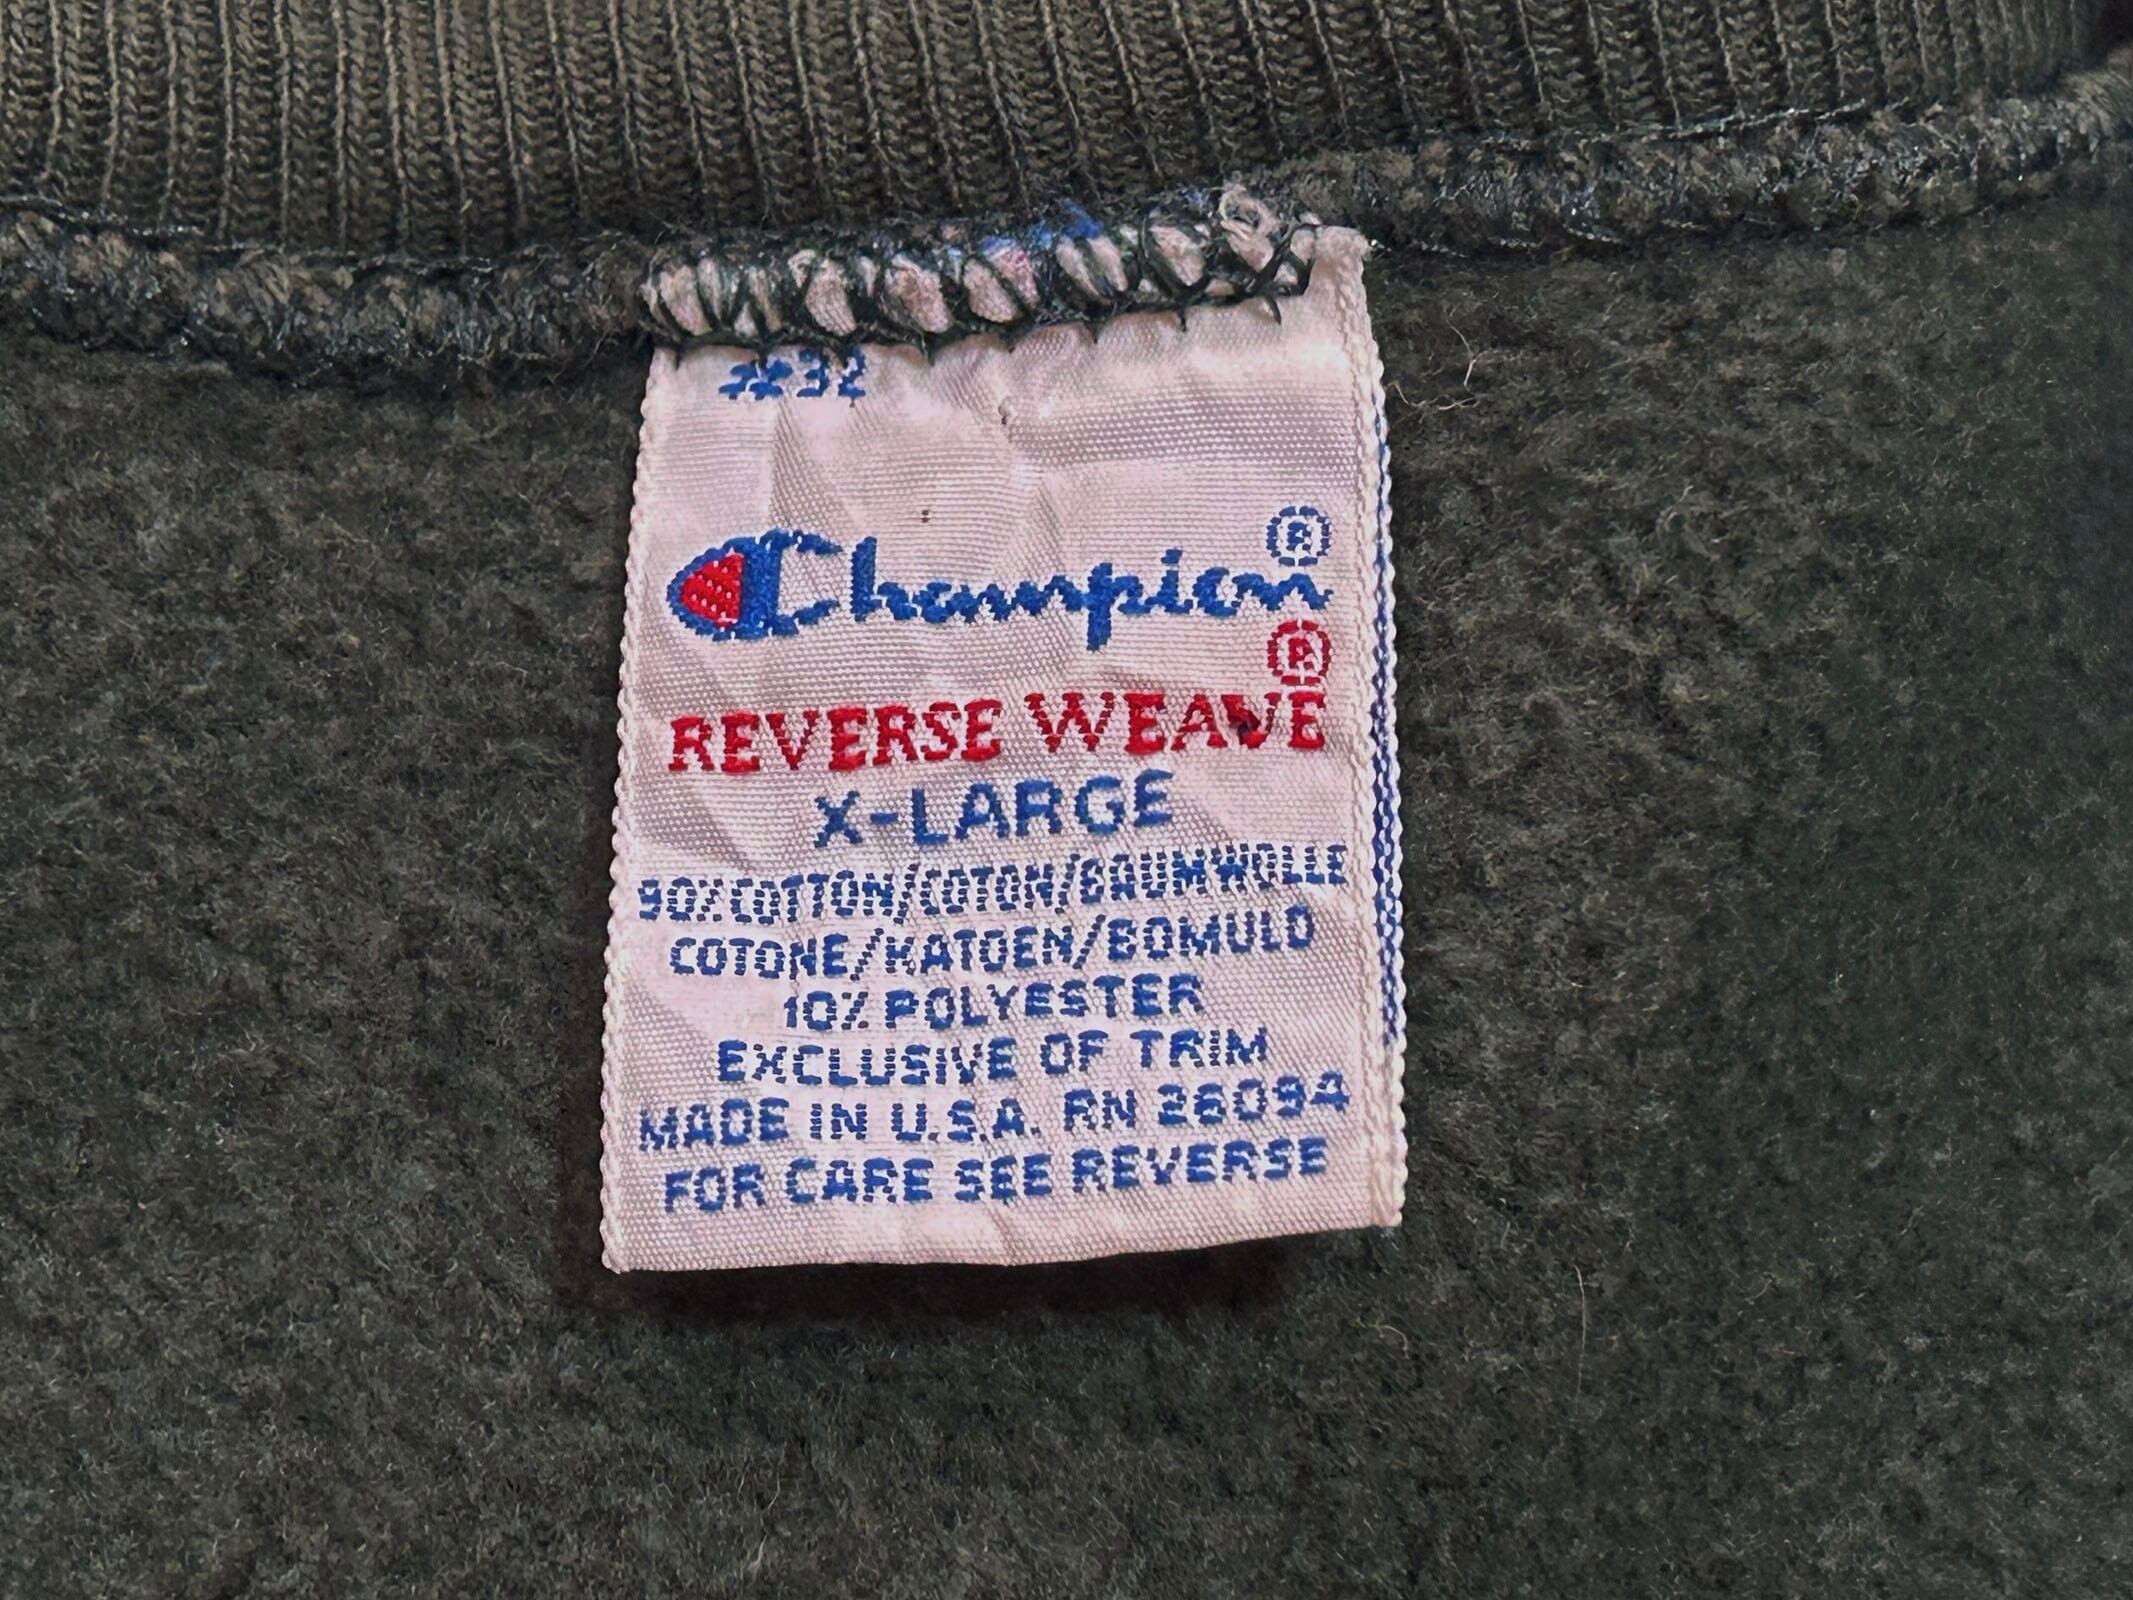 #32
Champion®
®
REVERSE WEAVE
X-LARGE
90% COTTON/COTON/BAUMWOLLE
COTONE/KATOEN/BOMULD
10% POLYESTER
EXCLUSIVE OF TRIM
MADE IN U.S.A. RN 26094
FOR CARE SEE REVERSE